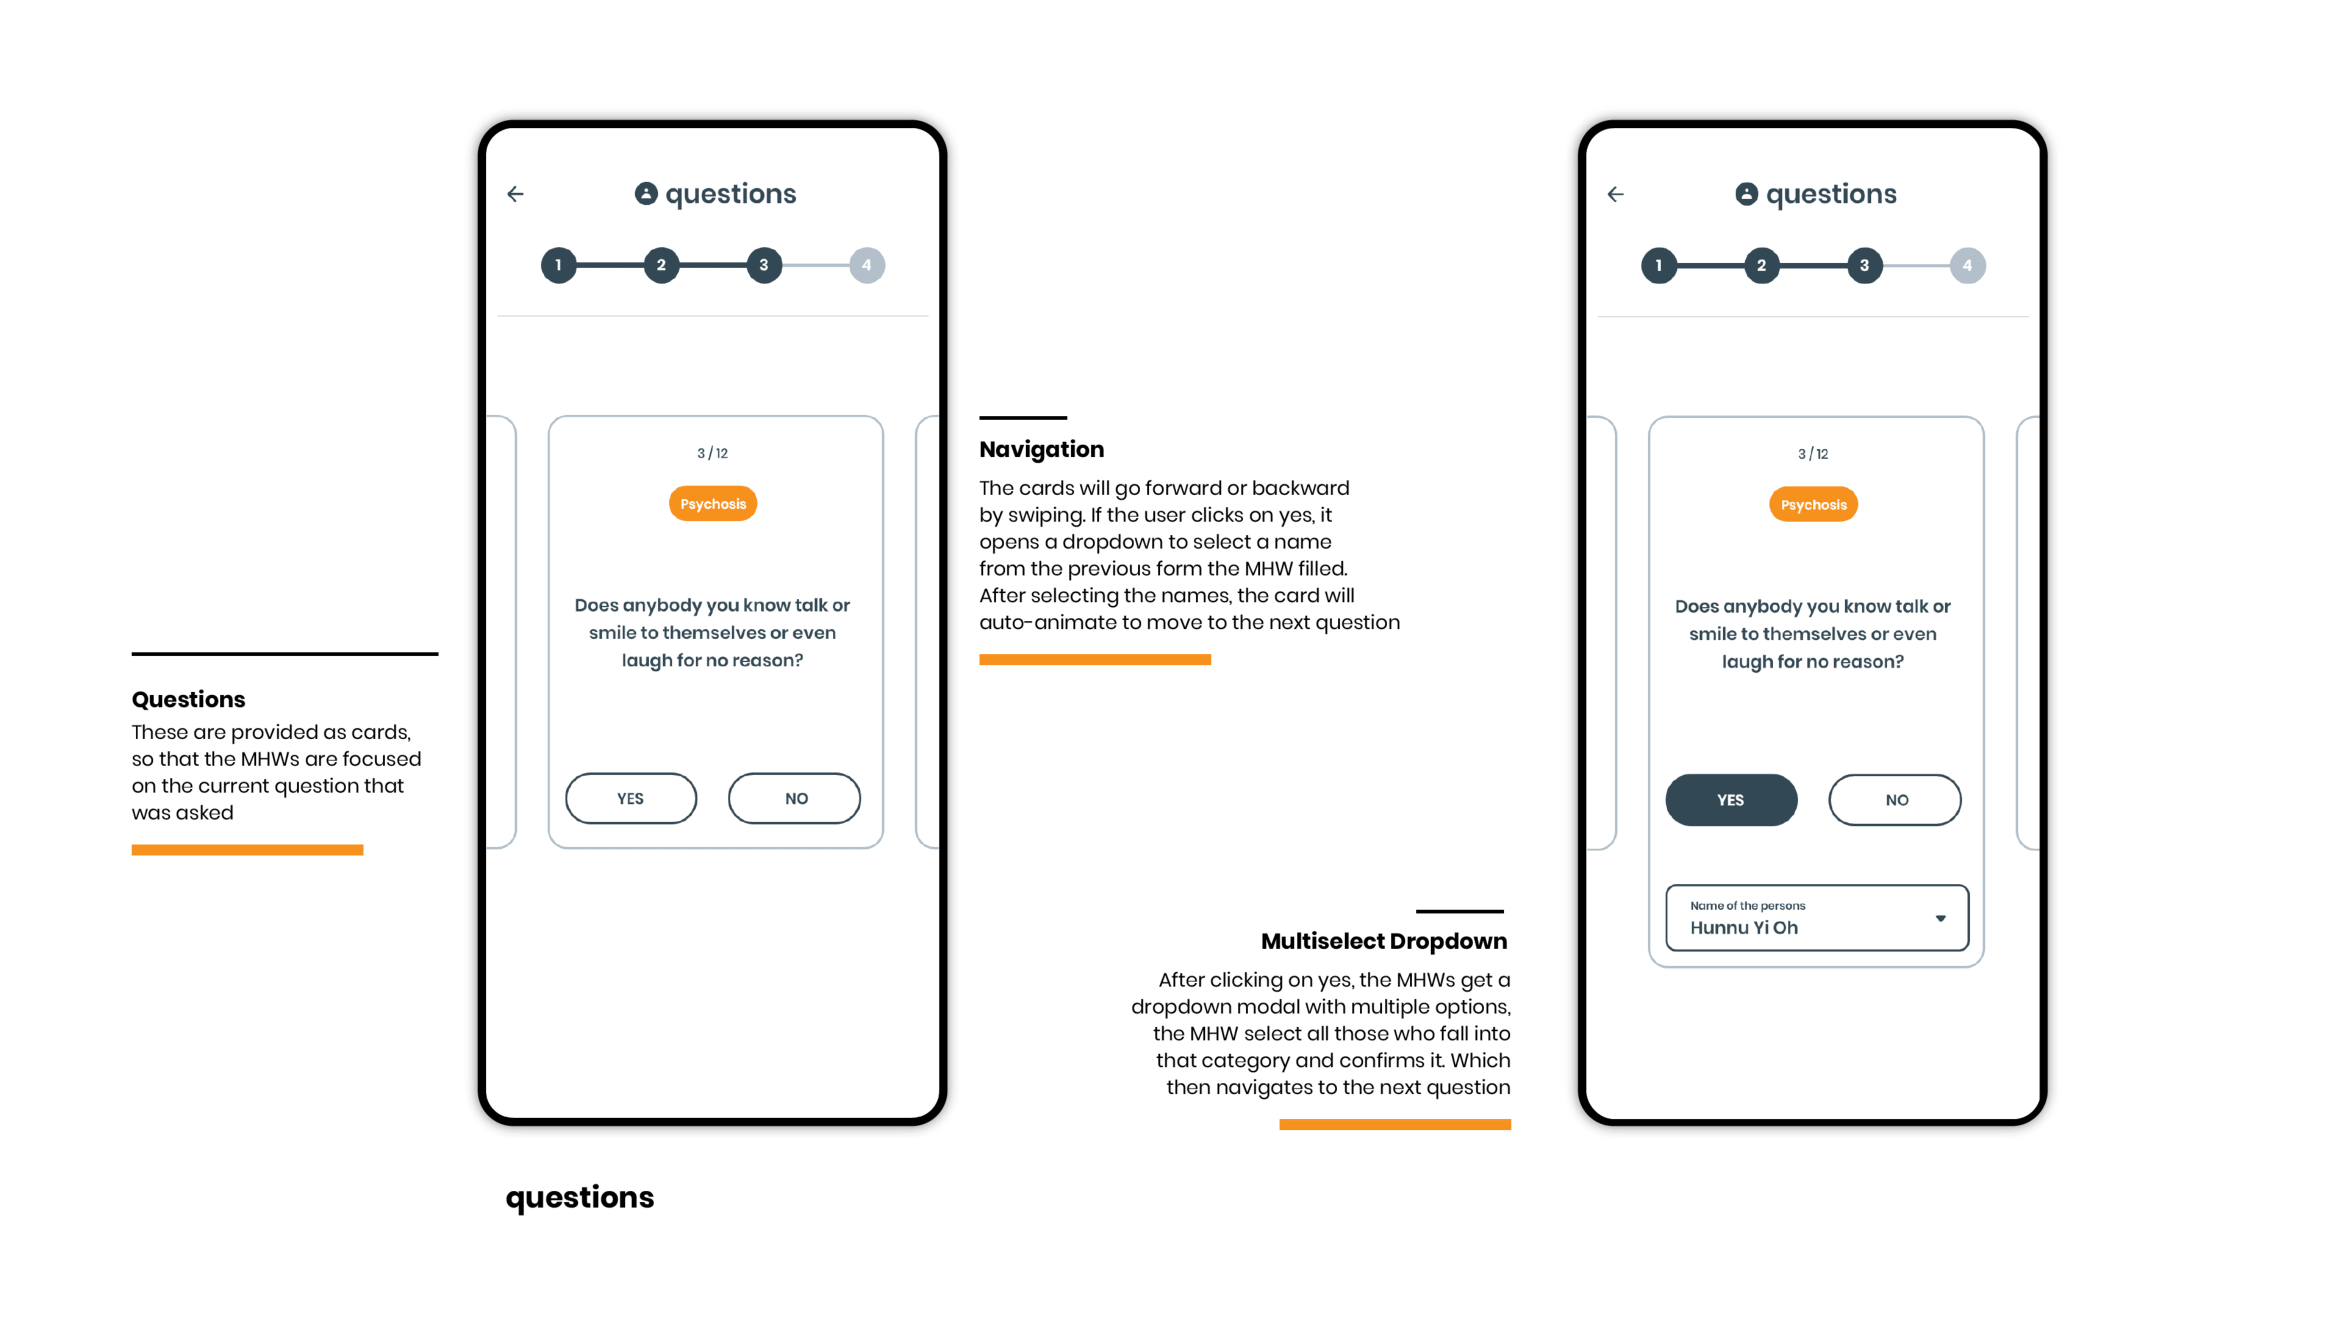 Questions
These are provided as cards,
so that the MHWs are focused
on the current question that
was asked
questions
1 2 3 4
3 / 12
Psychosis
Does anybody you know talk or
smile to themselves or even
laugh for no reason?
YES NO
questions
Navigation
The cards will go forward or backward
by swiping. If the user clicks on yes, it
opens a dropdown to select a name
from the previous form the MHW filled.
After selecting the names, the card will
auto-animate to move to the next question
Multiselect Dropdown
After clicking on yes, the MHWs get a
dropdown modal with multiple options,
the MHW select all those who fall into
that category and confirms it. Which
then navigates to the next question
questions
1 2 3 4
3 / 12
Psychosis
Does anybody you know talk or
smile to themselves or even
laugh for no reason?
YES NO
Name of the persons
Hunnu Yi Oh